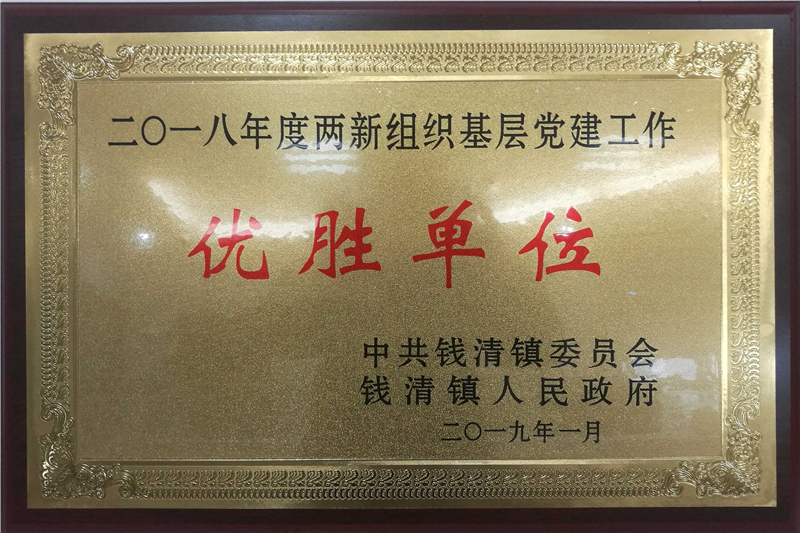 二〇一八年度两新组织基层党建工作
优胜单位
中共钱清镇委员会
钱清镇人民政府
二〇一九年一月